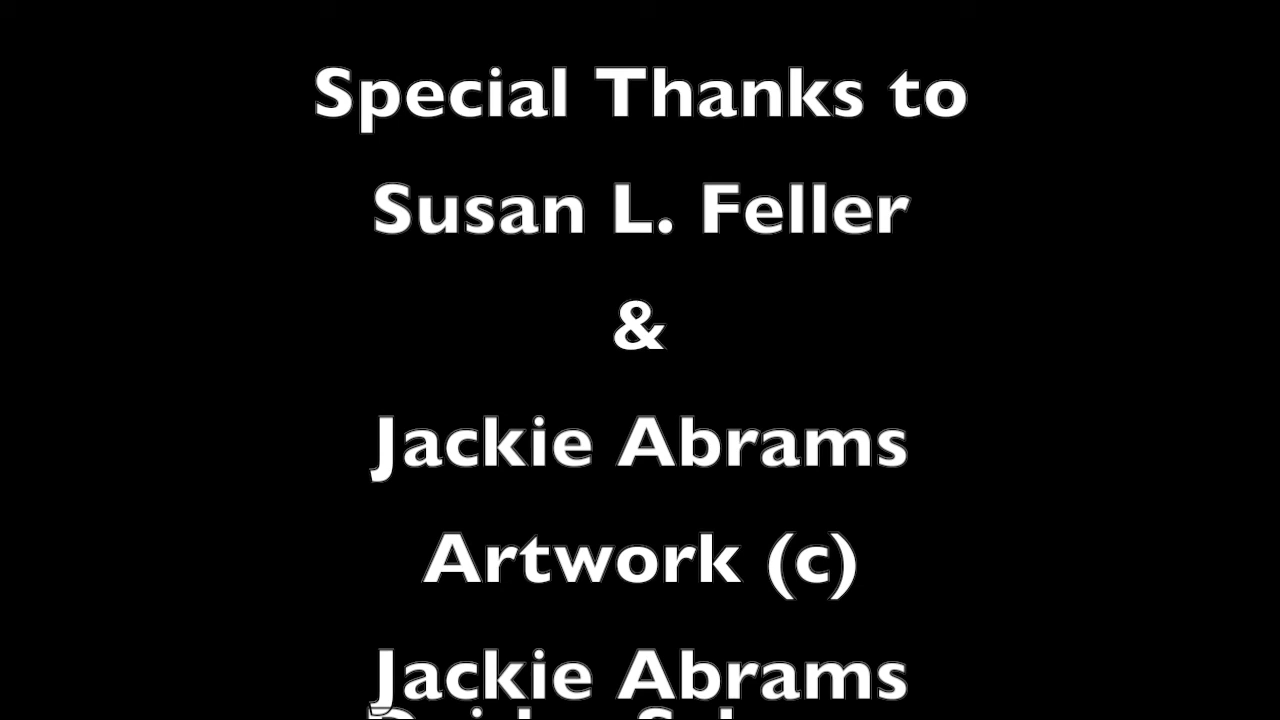 Special Thanks to
Susan L. Feller
&
Jackie Abrams
Artwork (c)
Jackie Abrams